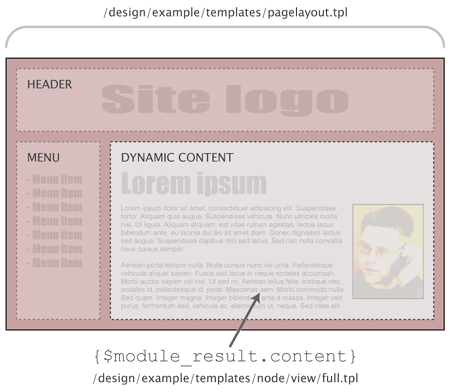 /design/example/templates/pagelayout.tpl
HEADER
Site logo
MENU
- Menu item
- Menu item
- Menu item
- Menu item
- Menu item
- Menu item
- Menu item
DYNAMIC CONTENT
Lorem ipsum
Lorem ipsum dolor sit amet, consectetuer adipiscing elit. Suspendisse
tortor. Aliquam quis augue. Suspendisse vehicula. Nunc ultricies mollis
nisl. Ut ligula. Aliquam aliquam, est vitae rutrum egestas, lectus lacus
bibendum ante, eu lacinia dui leo sit amet diam. Donec dignissim tortor
sed augue. Suspendisse dapibus orci sed lacus. Sed nec nulla convallis
risus cursus semper.
Aenean porta tempor nulla. Nulla cursus nunc vel urna. Pellentesque
vehicula aliquet sapien. Fusce sed lacus in neque sodales accumsan.
Morbi auctor sapien vel nisl. Ut sed mi. Aenean tellus felis, tristique nec,
sodales id, pellentesque id, pede. Maecenas sem. Morbi commodo nulla.
Sed quam. Integer magna. Integer bibendum ante a massa. Integer velit
purus, fermentum sed, vehicula ac, elementum ut, nunc. Sed vitae est.
{$module_result.content}
/design/example/templates/node/view/full.tpl